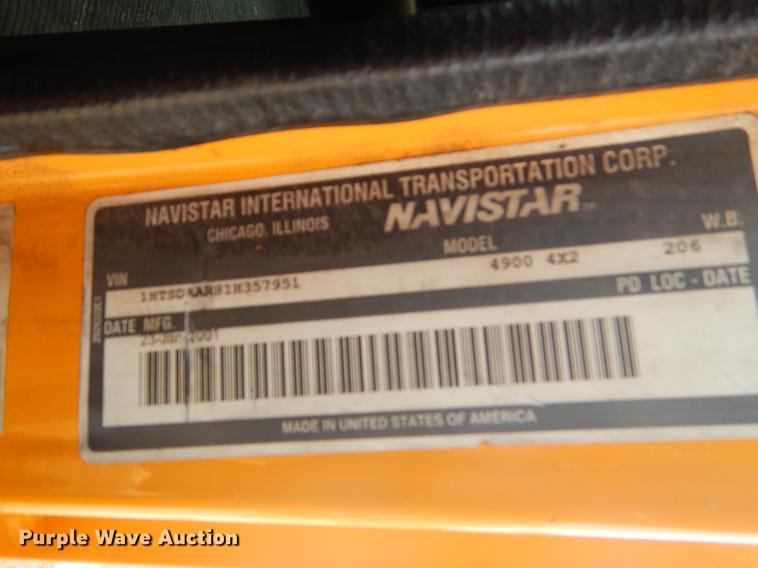 NAVISTAR INTERNATIONAL TRANSPORTATION CORP.
CHICAGO, ILLINOIS NAVISTAR
VIN MODEL W.B.
4900 4X2 206
DATE MFG. PD LOC - DATE
MADE IN UNITED STATES OF AMERICA
Purple Wave Auction